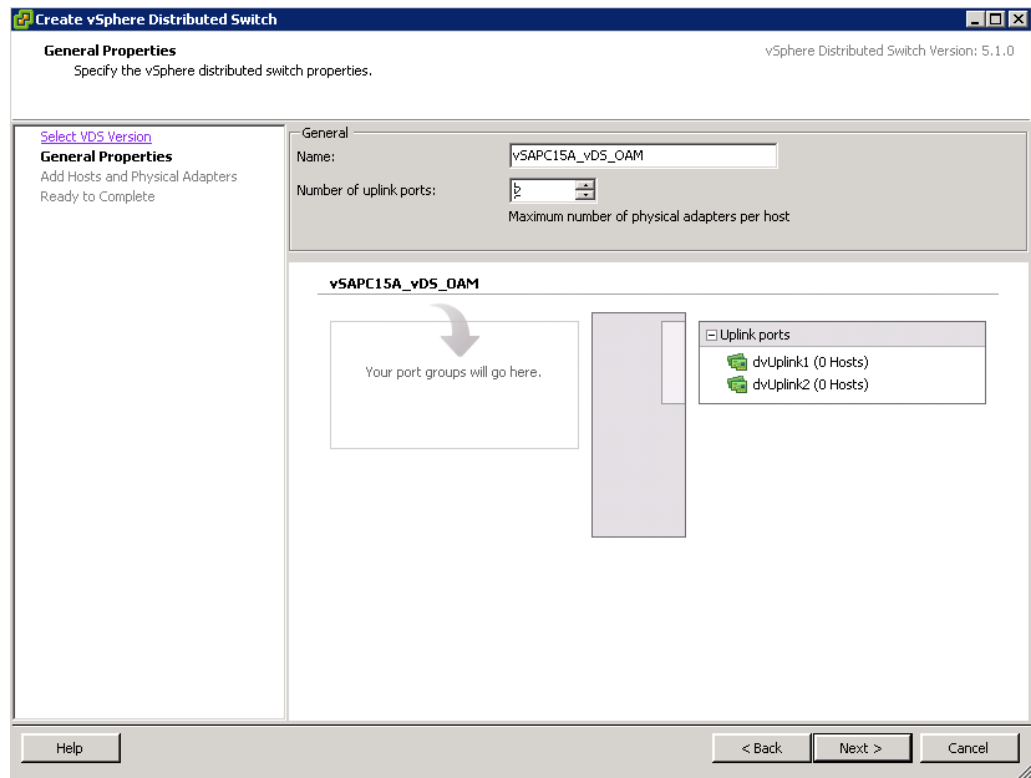 Create vSphere Distributed Switch
General Properties
vSphere Distributed Switch Version: 5.1.0
Specify the vSphere distributed switch properties.
Select VDS Version
General Properties
Add Hosts and Physical Adapters
Ready to Complete
General
Name:
vSAPC15A_vDS_OAM
Number of uplink ports:
Maximum number of physical adapters per host
vSAPC15A_vDS_OAM
Your port groups will go here.
Uplink ports
dvUplink1 (0 Hosts)
dvUplink2 (0 Hosts)
Help
< Back
Next >
Cancel